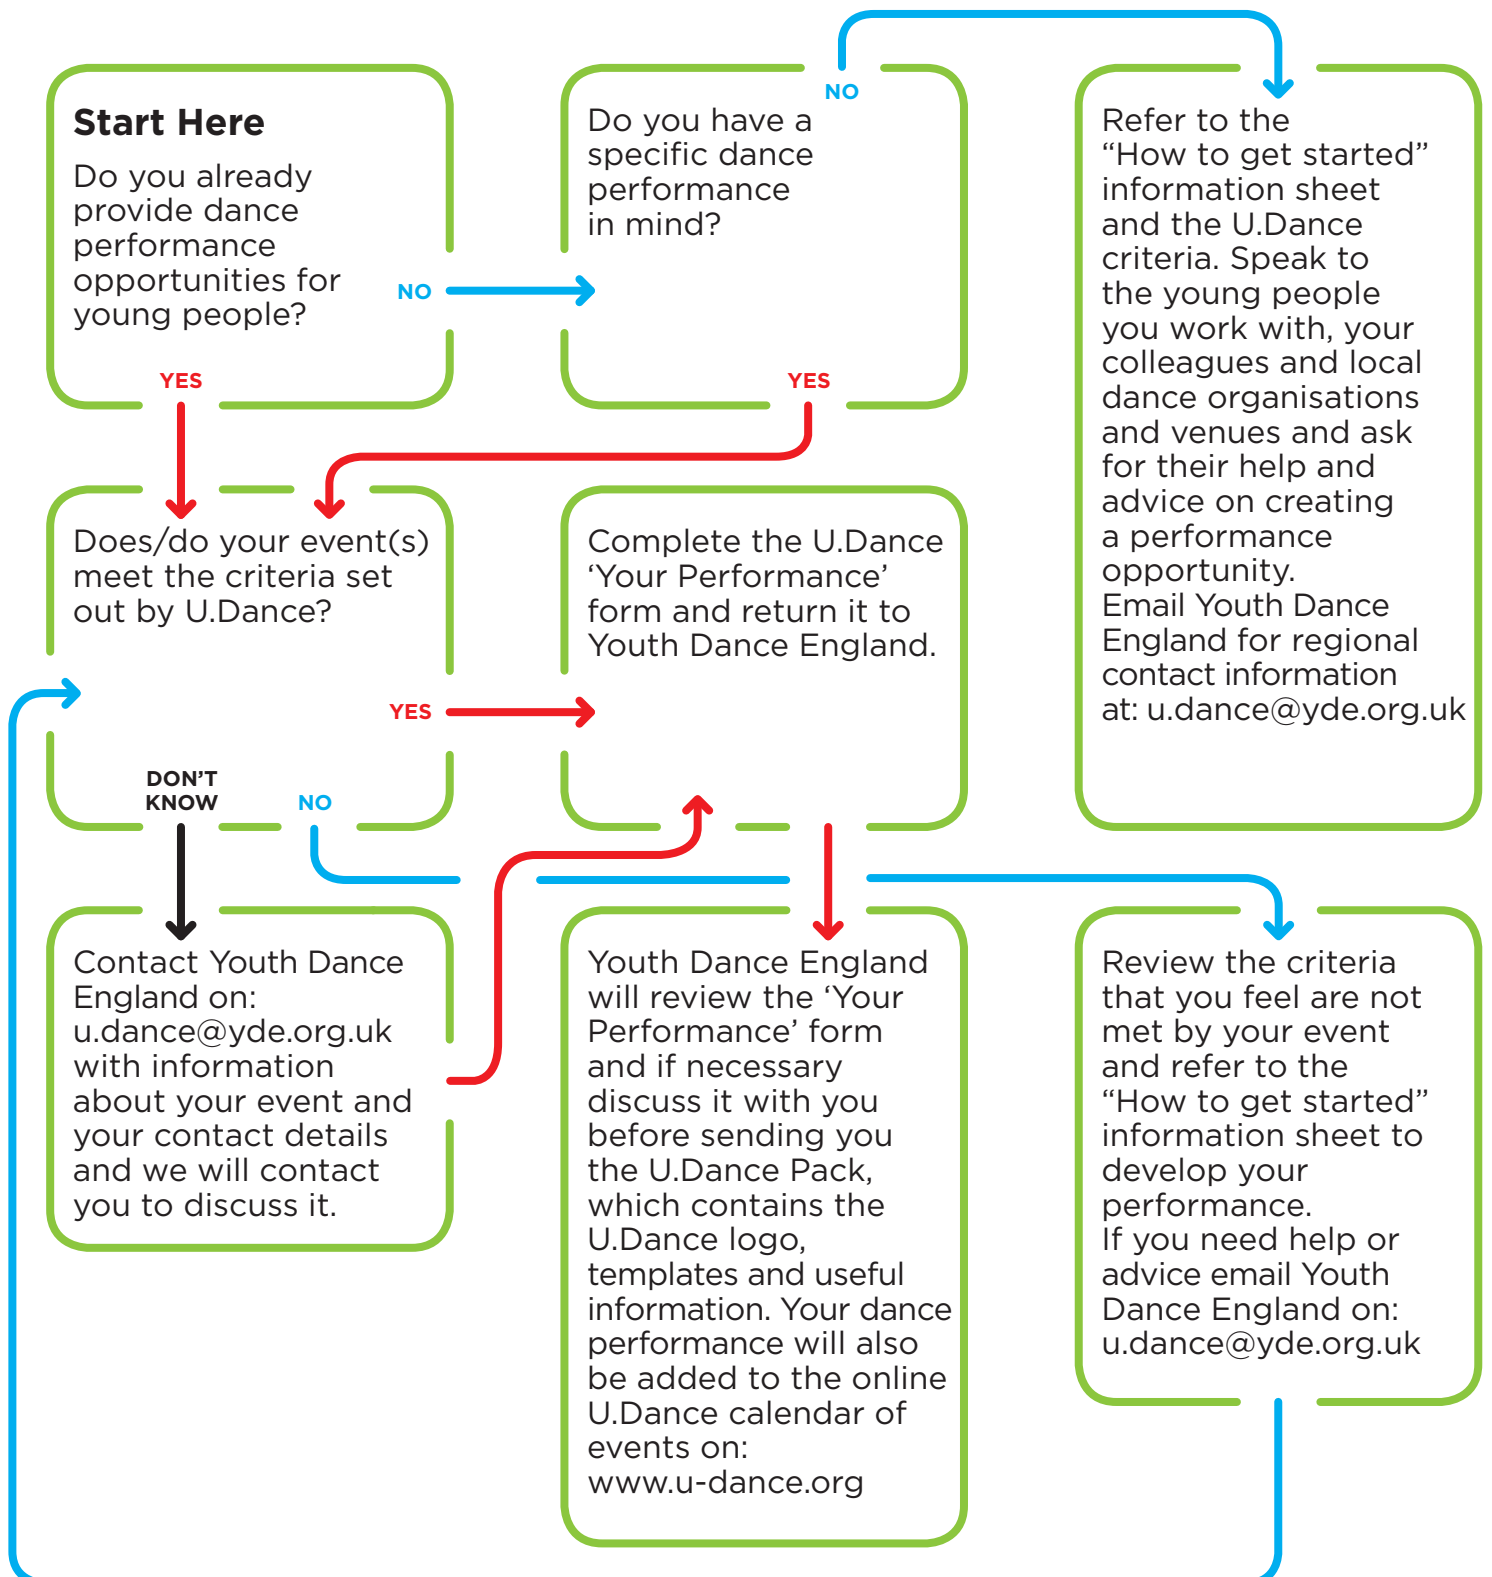 Start Here
Do you already
provide dance
performance
opportunities for
young people?
NO
YES
Do you have a
specific dance
performance
in mind?
NO
YES
Refer to the
“How to get started”
information sheet
and the U.Dance
criteria. Speak to
the young people
you work with, your
colleagues and local
dance organisations
and venues and ask
for their help and
advice on creating
a performance
opportunity.
Email Youth Dance
England for regional
contact information
at: u.dance@yde.org.uk
Does/do your event(s)
meet the criteria set
out by U.Dance?
YES
DON’T
KNOW
NO
Complete the U.Dance
‘Your Performance’
form and return it to
Youth Dance England.
Contact Youth Dance
England on:
u.dance@yde.org.uk
with information
about your event and
your contact details
and we will contact
you to discuss it.
Youth Dance England
will review the ‘Your
Performance’ form
and if necessary
discuss it with you
before sending you
the U.Dance Pack,
which contains the
U.Dance logo,
templates and useful
information. Your dance
performance will also
be added to the online
U.Dance calendar of
events on:
www.u-dance.org
Review the criteria
that you feel are not
met by your event
and refer to the
“How to get started”
information sheet to
develop your
performance.
If you need help or
advice email Youth
Dance England on:
u.dance@yde.org.uk